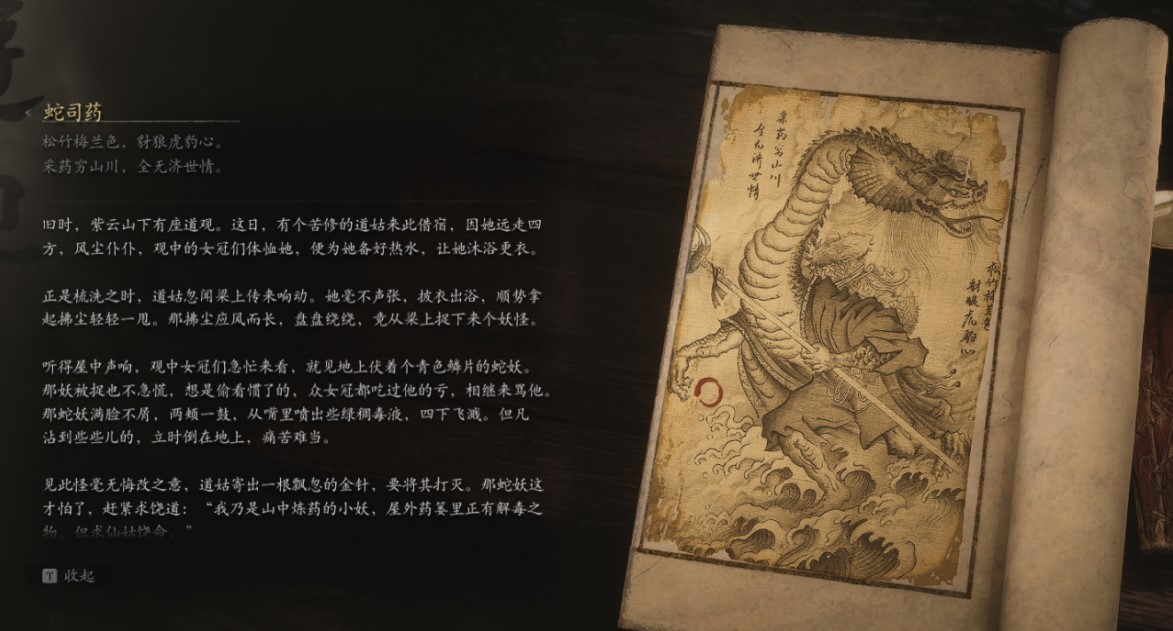 蛇司药
松竹梅兰色，豺狼虎豹心。
采药穷山川，全无济世情。
旧时，紫云山下有座道观。这日，有个苦修的道姑来此借宿，因她远走四
方，风尘仆仆，观中的女冠们体恤她，便为她备好热水，让她沐浴更衣。
正是梳洗之时，道姑忽闻梁上传来响动。她毫不声张，披衣出浴，顺势拿
起拂尘轻轻一甩。那拂尘应风而长，盘盘绕绕，竟从梁上捉下来个妖怪。
听得屋中声响，观中女冠们急忙来看，就见地上伏着个青色鳞片的蛇妖。
那妖被捉也不急慌，想是偷看惯了的，众女冠都吃过他的亏，相继来骂他。
那蛇妖满脸不屑，两颊一鼓，从嘴里喷出些绿稠毒液，四下飞溅。但凡
沾到些些儿的，立时倒在地上，痛苦难当。
见此怪毫无悔改之意，道姑寄出一根飘忽的金针，要将其打灭。那蛇妖这
才怕了，赶紧求饶道：“我乃是山中炼药的小妖，屋外药篓里正有解毒之
物，但求仙姑饶命。”
T 收起
采药穷山川
全无济世情
松竹梅兰色
豺狼虎豹心